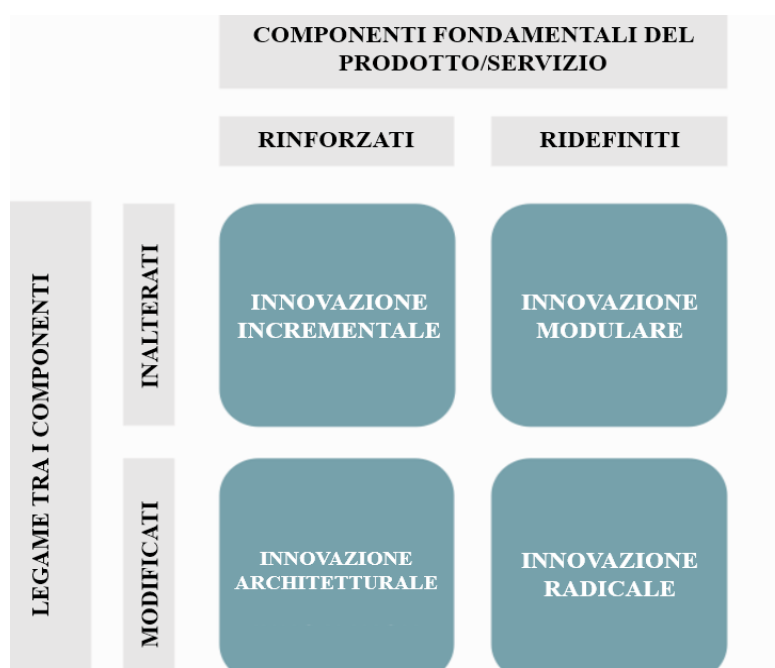 COMPONENTI FONDAMENTALI DEL
PRODOTTO/SERVIZIO
RINFORZATI
RIDEFINITI
LEGAME TRA I COMPONENTI
INALTERATI
INNOVAZIONE
INCREMENTALE
INNOVAZIONE
MODULARE
MODIFICATI
INNOVAZIONE
ARCHITETTURALE
INNOVAZIONE
RADICALE